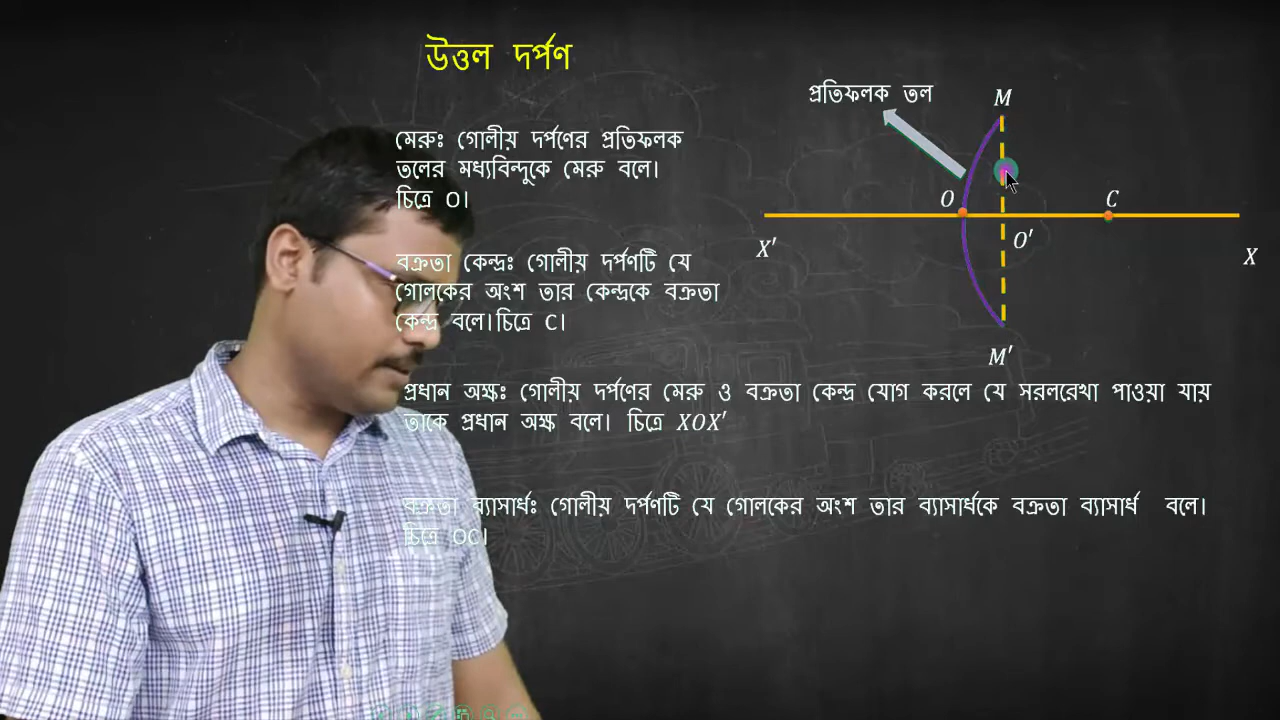 উত্তল দর্পণ
প্রতিফলক তল
M
মেরুঃ গোলীয় দর্পণের প্রতিফলক
তলের মধ্যবিন্দুকে মেরু বলে।
চিত্রে O।
O
C
X′
O′
X
বক্রতা কেন্দ্রঃ গোলীয় দর্পণটি যে
গোলকের অংশ তার কেন্দ্রকে বক্রতা
কেন্দ্র বলে।চিত্রে C।
M′
প্রধান অক্ষঃ গোলীয় দর্পণের মেরু ও বক্রতা কেন্দ্র যোগ করলে যে সরলরেখা পাওয়া যায়
তাকে প্রধান অক্ষ বলে। চিত্রে XOX′
বক্রতা ব্যাসার্ধঃ গোলীয় দর্পণটি যে গোলকের অংশ তার ব্যাসার্ধকে বক্রতা ব্যাসার্ধ বলে।
চিত্রে OC।